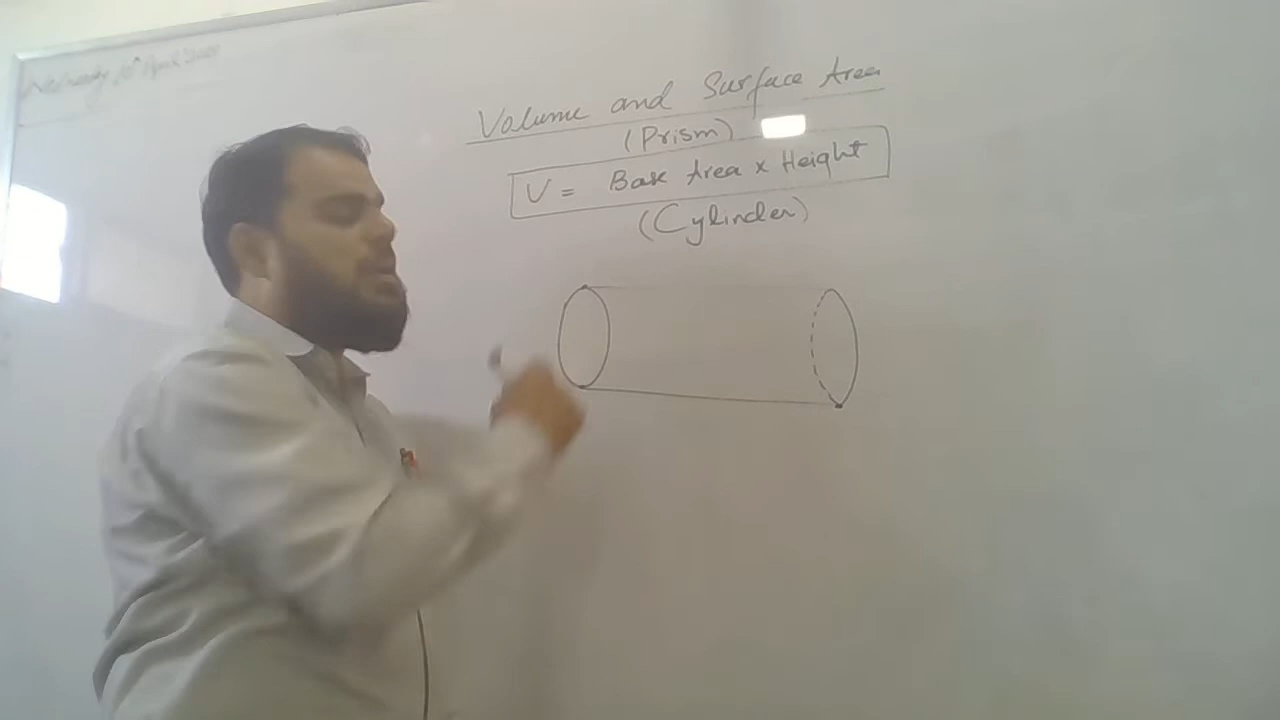 Volume and Surface Area
(Prism)
V = Base Area x Height
(Cylinder)